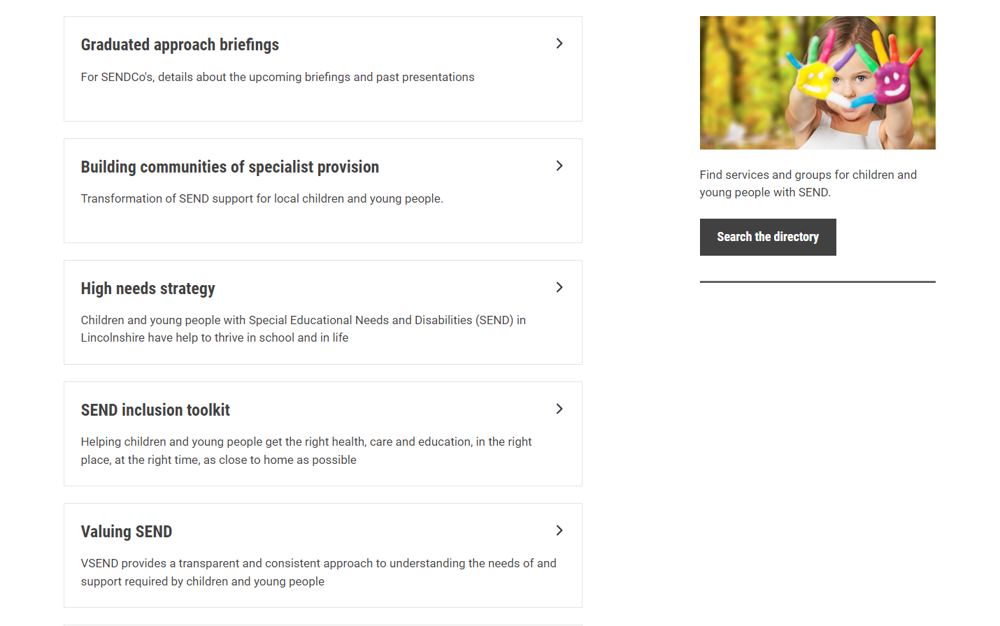 Graduated approach briefings
For SENDCo's, details about the upcoming briefings and past presentations
Building communities of specialist provision
Transformation of SEND support for local children and young people.
High needs strategy
Children and young people with Special Educational Needs and Disabilities (SEND) in
Lincolnshire have help to thrive in school and in life
SEND inclusion toolkit
Helping children and young people get the right health, care and education, in the right
place, at the right time, as close to home as possible
Valuing SEND
VSEND provides a transparent and consistent approach to understanding the needs of and
support required by children and young people
Find services and groups for children and
young people with SEND.
Search the directory